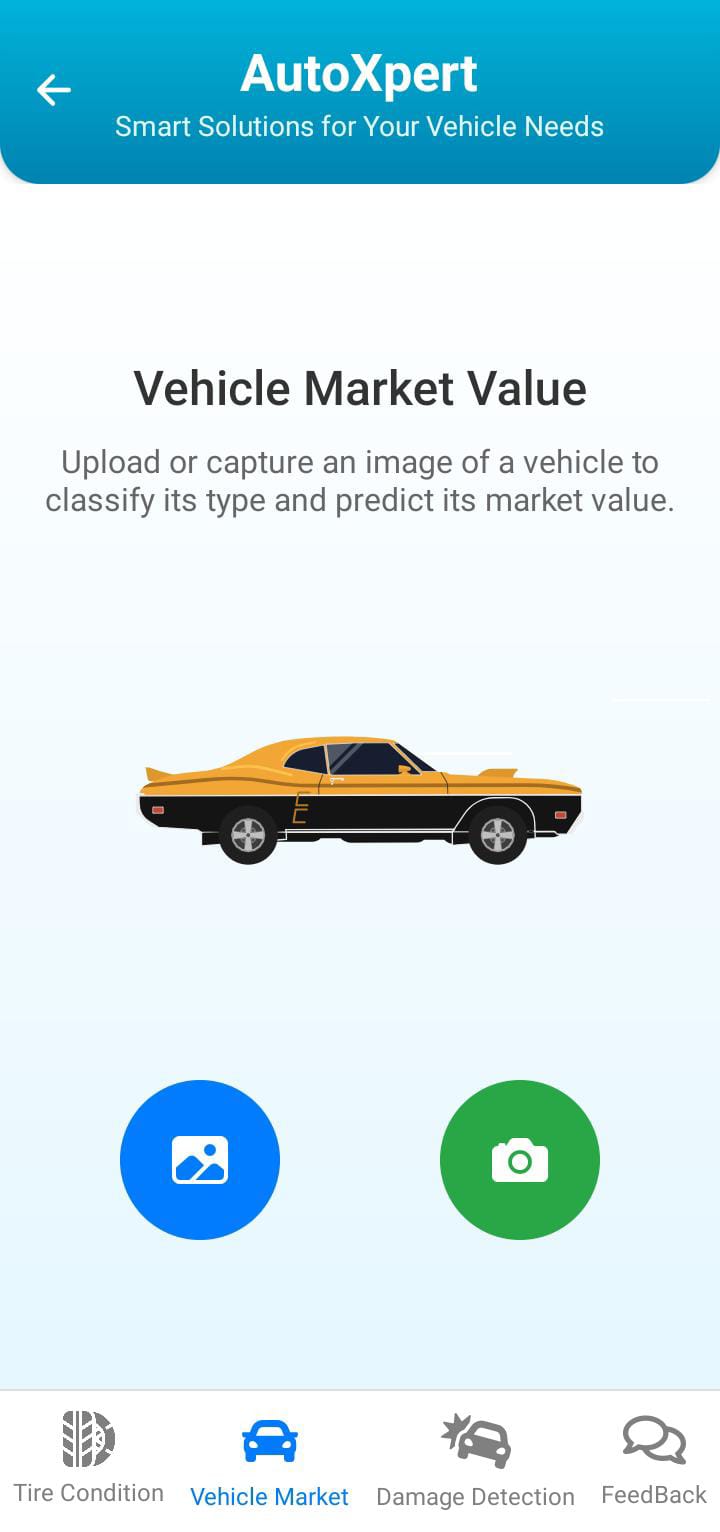 AutoXpert
Smart Solutions for Your Vehicle Needs
Vehicle Market Value
Upload or capture an image of a vehicle to
classify its type and predict its market value.
Tire Condition
Vehicle Market
Damage Detection
FeedBack